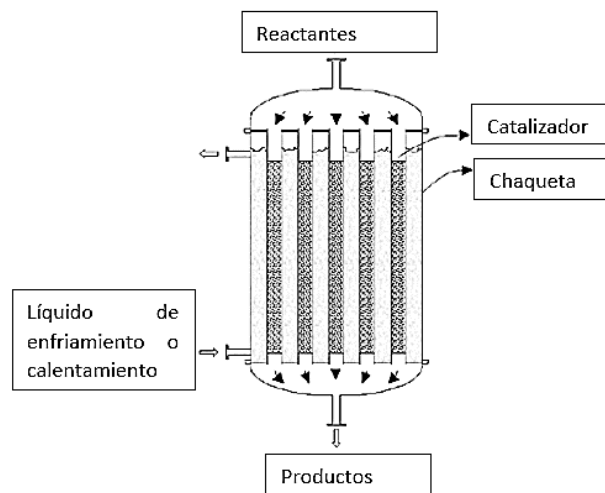 Reactantes
Catalizador
Chaqueta
Líquido de
enfriamiento o
calentamiento
Productos